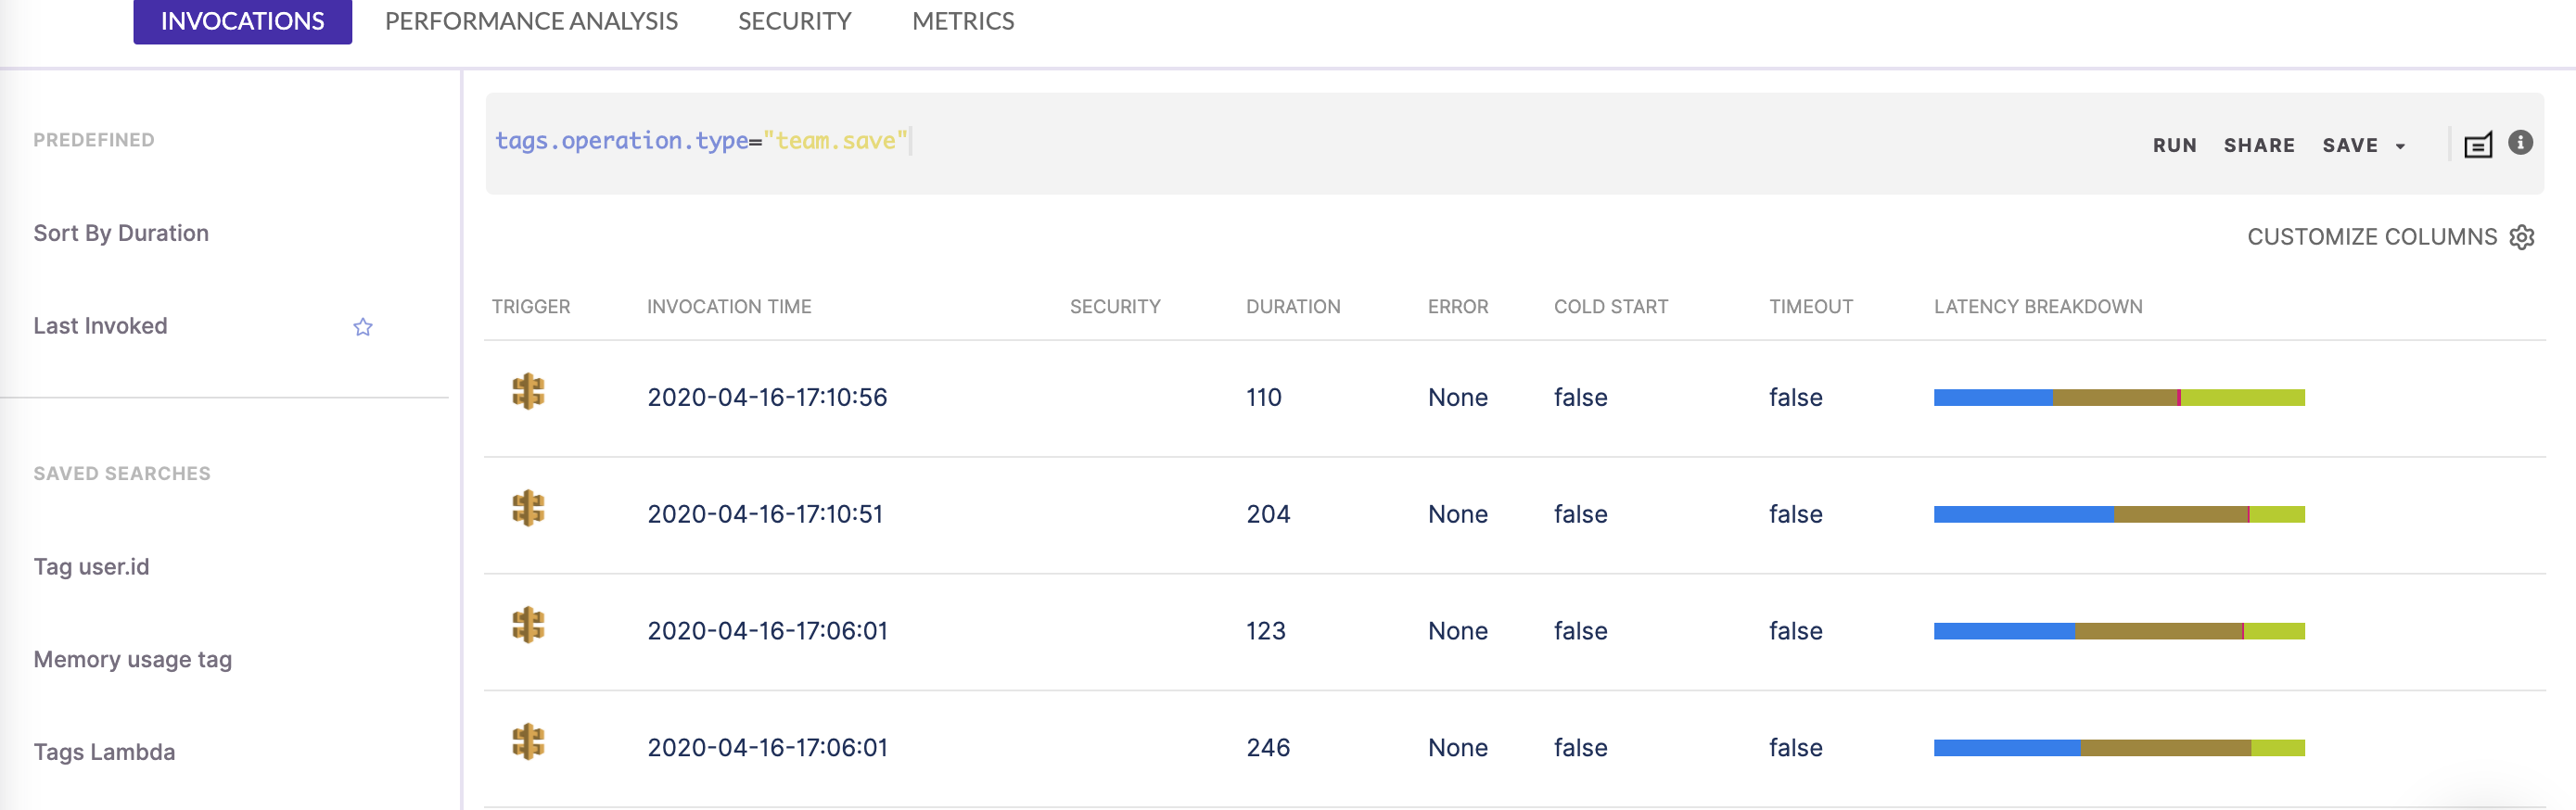 INVOCATIONS PERFORMANCE ANALYSIS SECURITY METRICS
PREDEFINED
Sort By Duration
Last Invoked
SAVED SEARCHES
Tag user.id
Memory usage tag
Tags Lambda
tags.operation.type="team.save"
RUN SHARE SAVE
CUSTOMIZE COLUMNS
TRIGGER INVOCATION TIME SECURITY DURATION ERROR COLD START TIMEOUT LATENCY BREAKDOWN
2020-04-16-17:10:56 110 None false false
2020-04-16-17:10:51 204 None false false
2020-04-16-17:06:01 123 None false false
2020-04-16-17:06:01 246 None false false